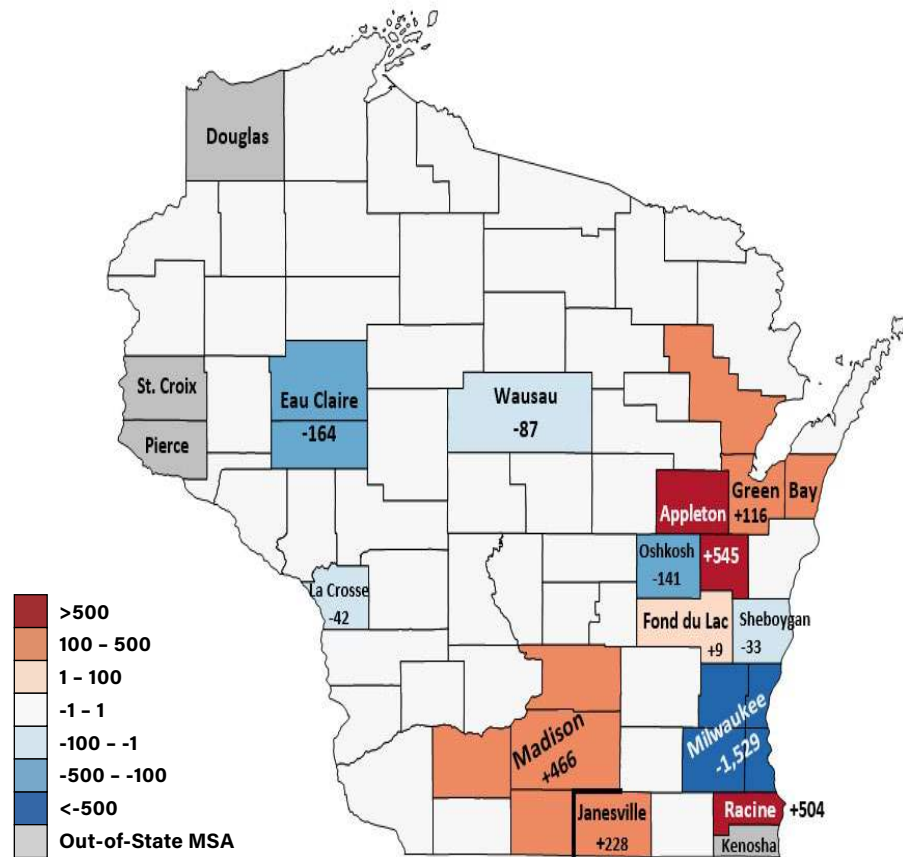 Douglas
St. Croix
Pierce
Eau Claire
-164
Wausau
-87
Green Bay
+116
Appleton
+545
Oshkosh
-141
La Crosse
-42
Fond du Lac
+9
Sheboygan
-33
Madison
+466
Milwaukee
-1,529
Janesville
+228
Racine +504
Kenosha
>500
100 – 500
1 – 100
-1 – 1
-100 – -1
-500 – -100
<-500
Out-of-State MSA